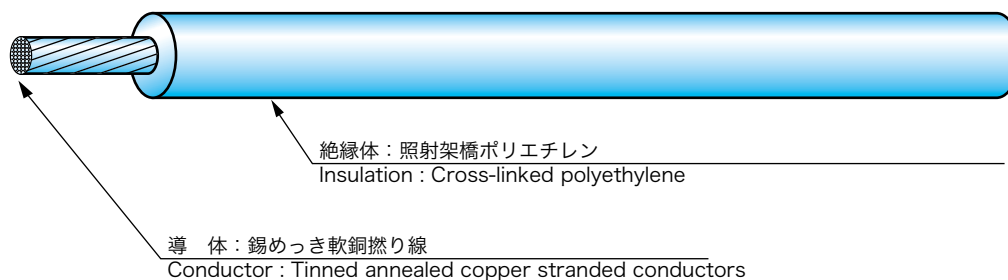 絶縁体：照射架橋ポリエチレン
Insulation : Cross-linked polyethylene
導　体：錫めっき軟銅撚り線
Conductor : Tinned annealed copper stranded conductors